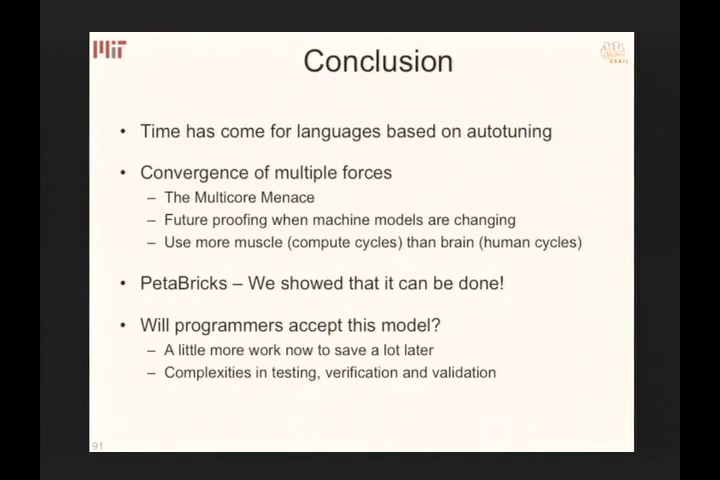 MIT
CSAIL
Conclusion
• Time has come for languages based on autotuning
• Convergence of multiple forces
– The Multicore Menace
– Future proofing when machine models are changing
– Use more muscle (compute cycles) than brain (human cycles)
• PetaBricks – We showed that it can be done!
• Will programmers accept this model?
– A little more work now to save a lot later
– Complexities in testing, verification and validation
91